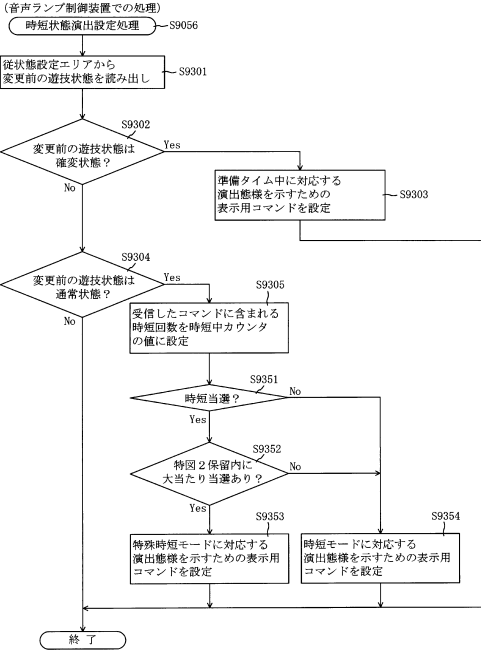 (音声ランプ制御装置での処理)
時短状態演出設定処理
S9056
従状態設定エリアから
変更前の遊技状態を読み出し
S9301
S9302
変更前の遊技状態は
確変状態?
Yes
No
準備タイム中に対応する
演出態様を示すための
表示用コマンドを設定
S9303
S9304
変更前の遊技状態は
通常状態?
Yes
No
S9305
受信したコマンドに含まれる
時短回数を時短中カウンタ
の値に設定
S9351
時短当選?
No
Yes
S9352
特図2保留内に
大当たり当選あり?
No
Yes
S9353
特殊時短モードに対応する
演出態様を示すための表示用
コマンドを設定
S9354
時短モードに対応する
演出態様を示すための表示用
コマンドを設定
終了